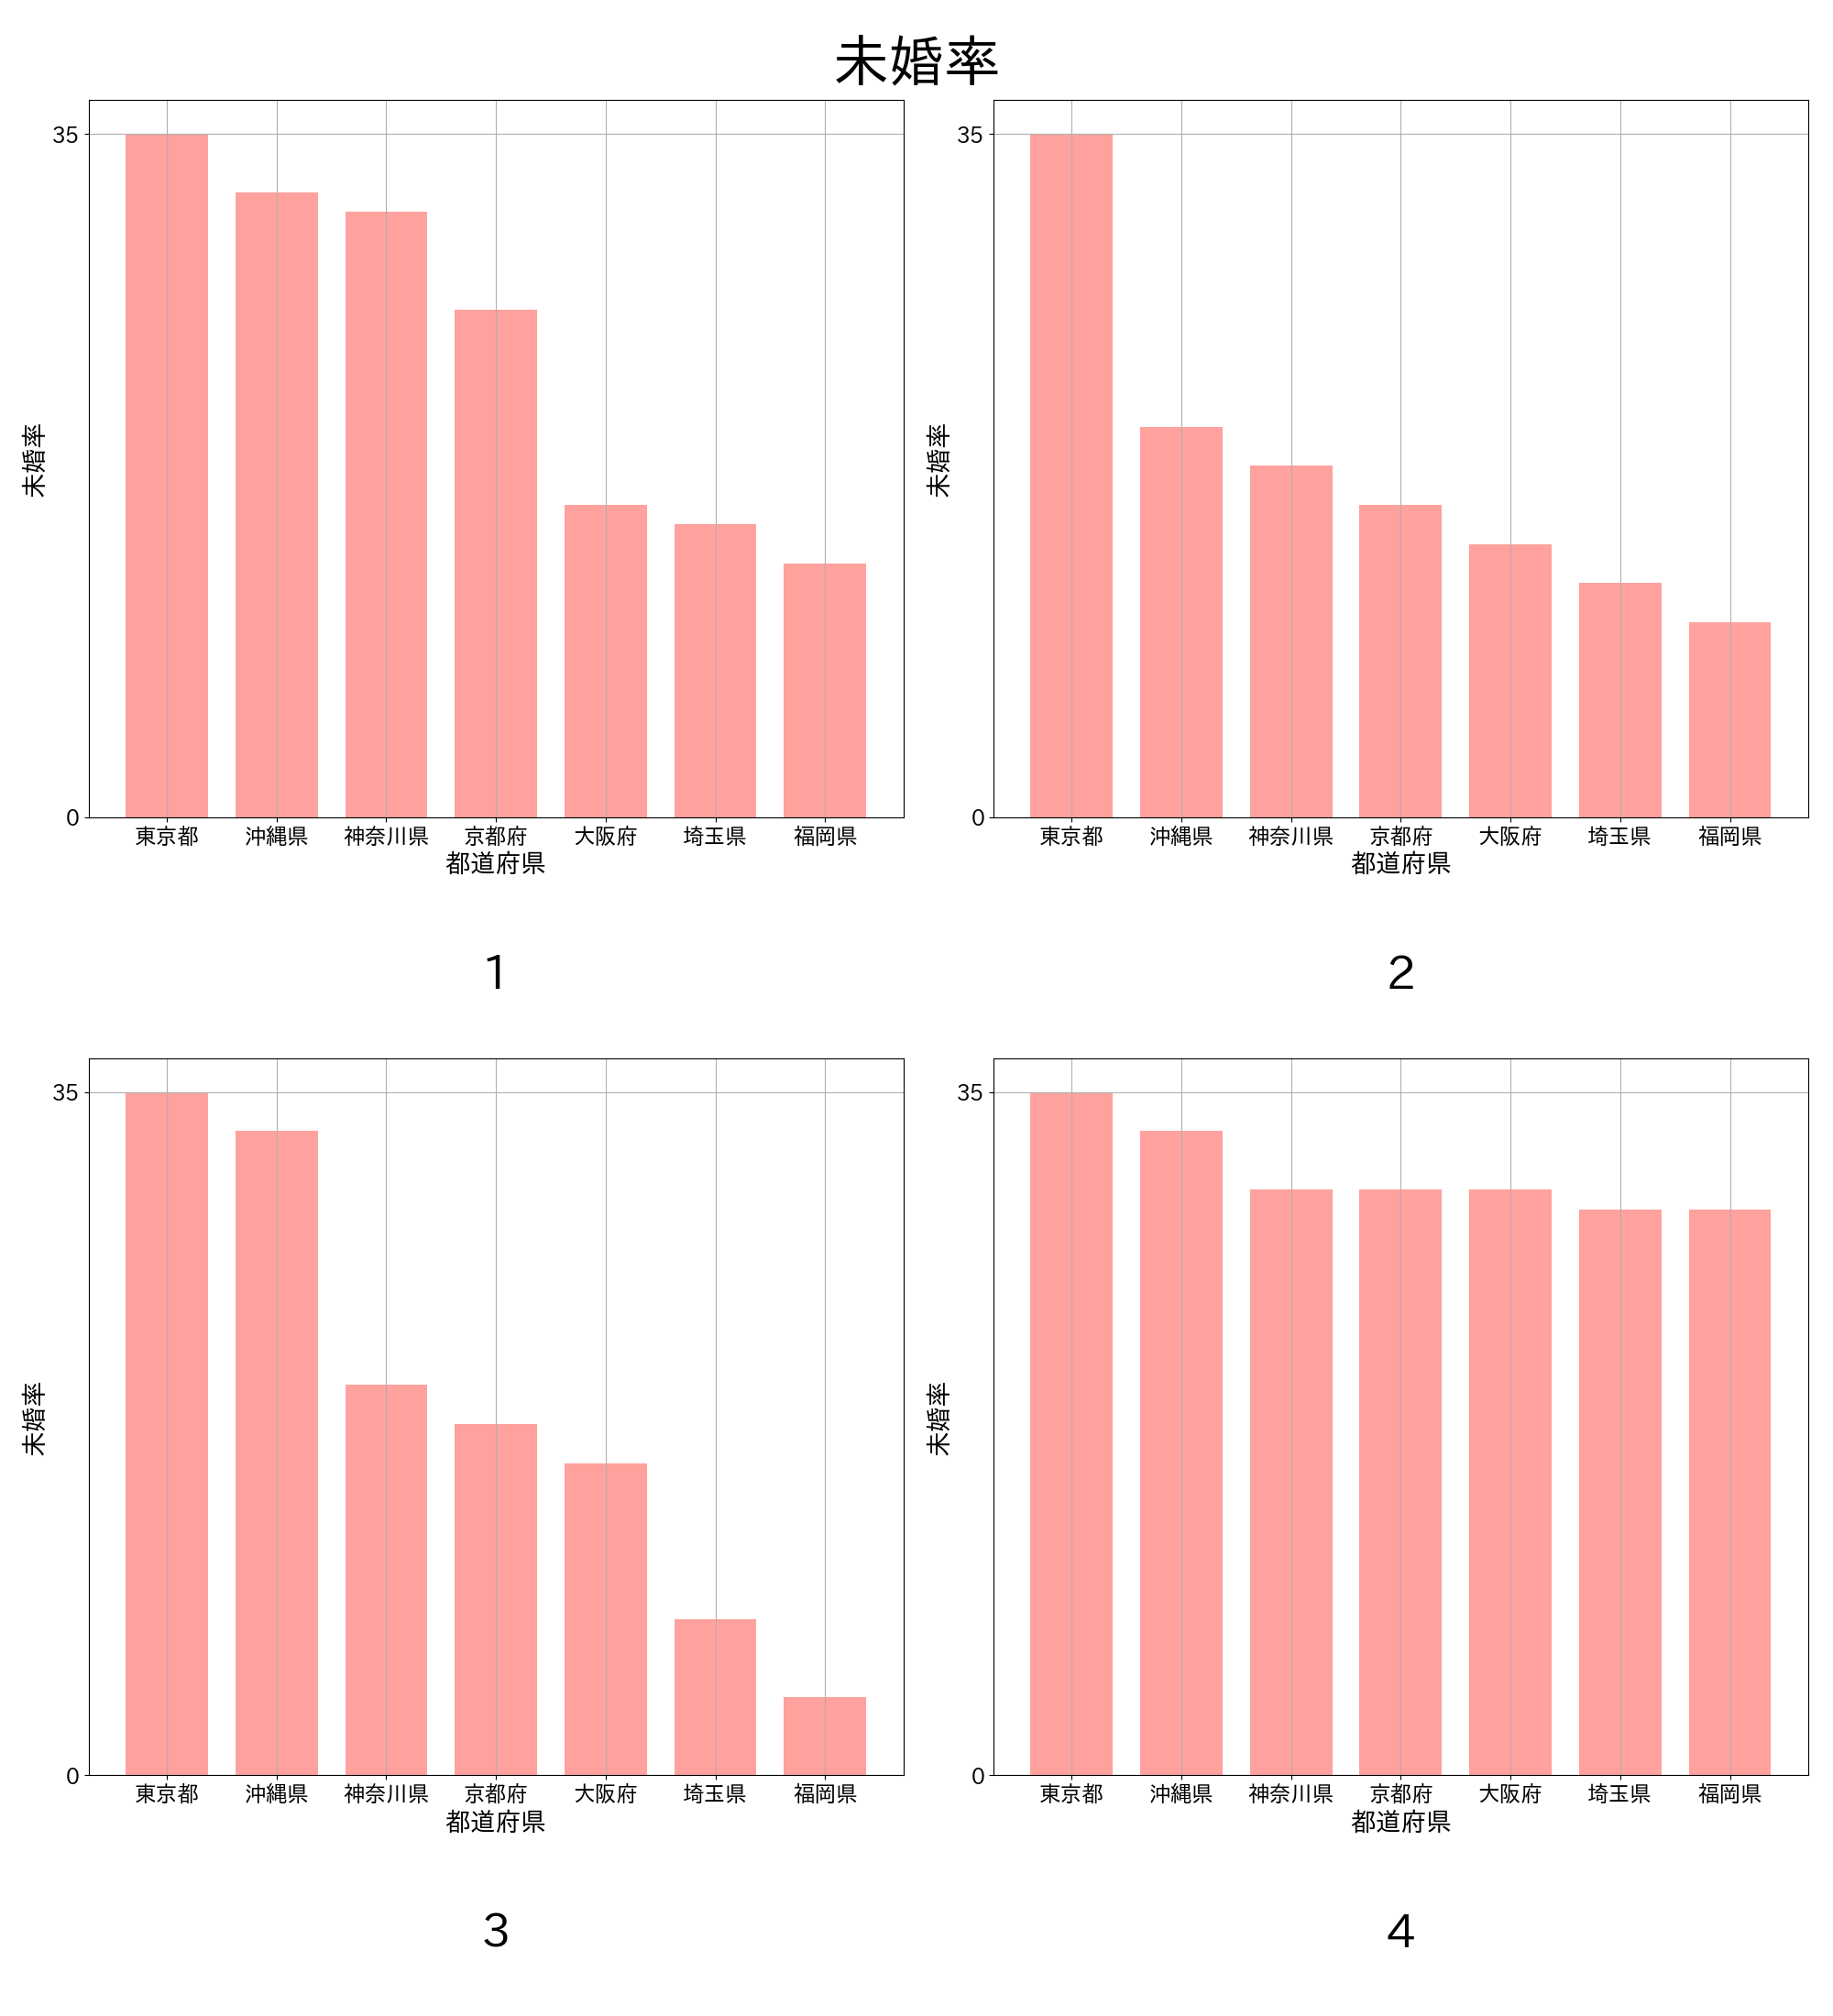 未婚率
35
0
未婚率
東京都 沖縄県 神奈川県 京都府 大阪府 埼玉県 福岡県
都道府県
1
35
0
未婚率
東京都 沖縄県 神奈川県 京都府 大阪府 埼玉県 福岡県
都道府県
2
35
0
未婚率
東京都 沖縄県 神奈川県 京都府 大阪府 埼玉県 福岡県
都道府県
3
35
0
未婚率
東京都 沖縄県 神奈川県 京都府 大阪府 埼玉県 福岡県
都道府県
4